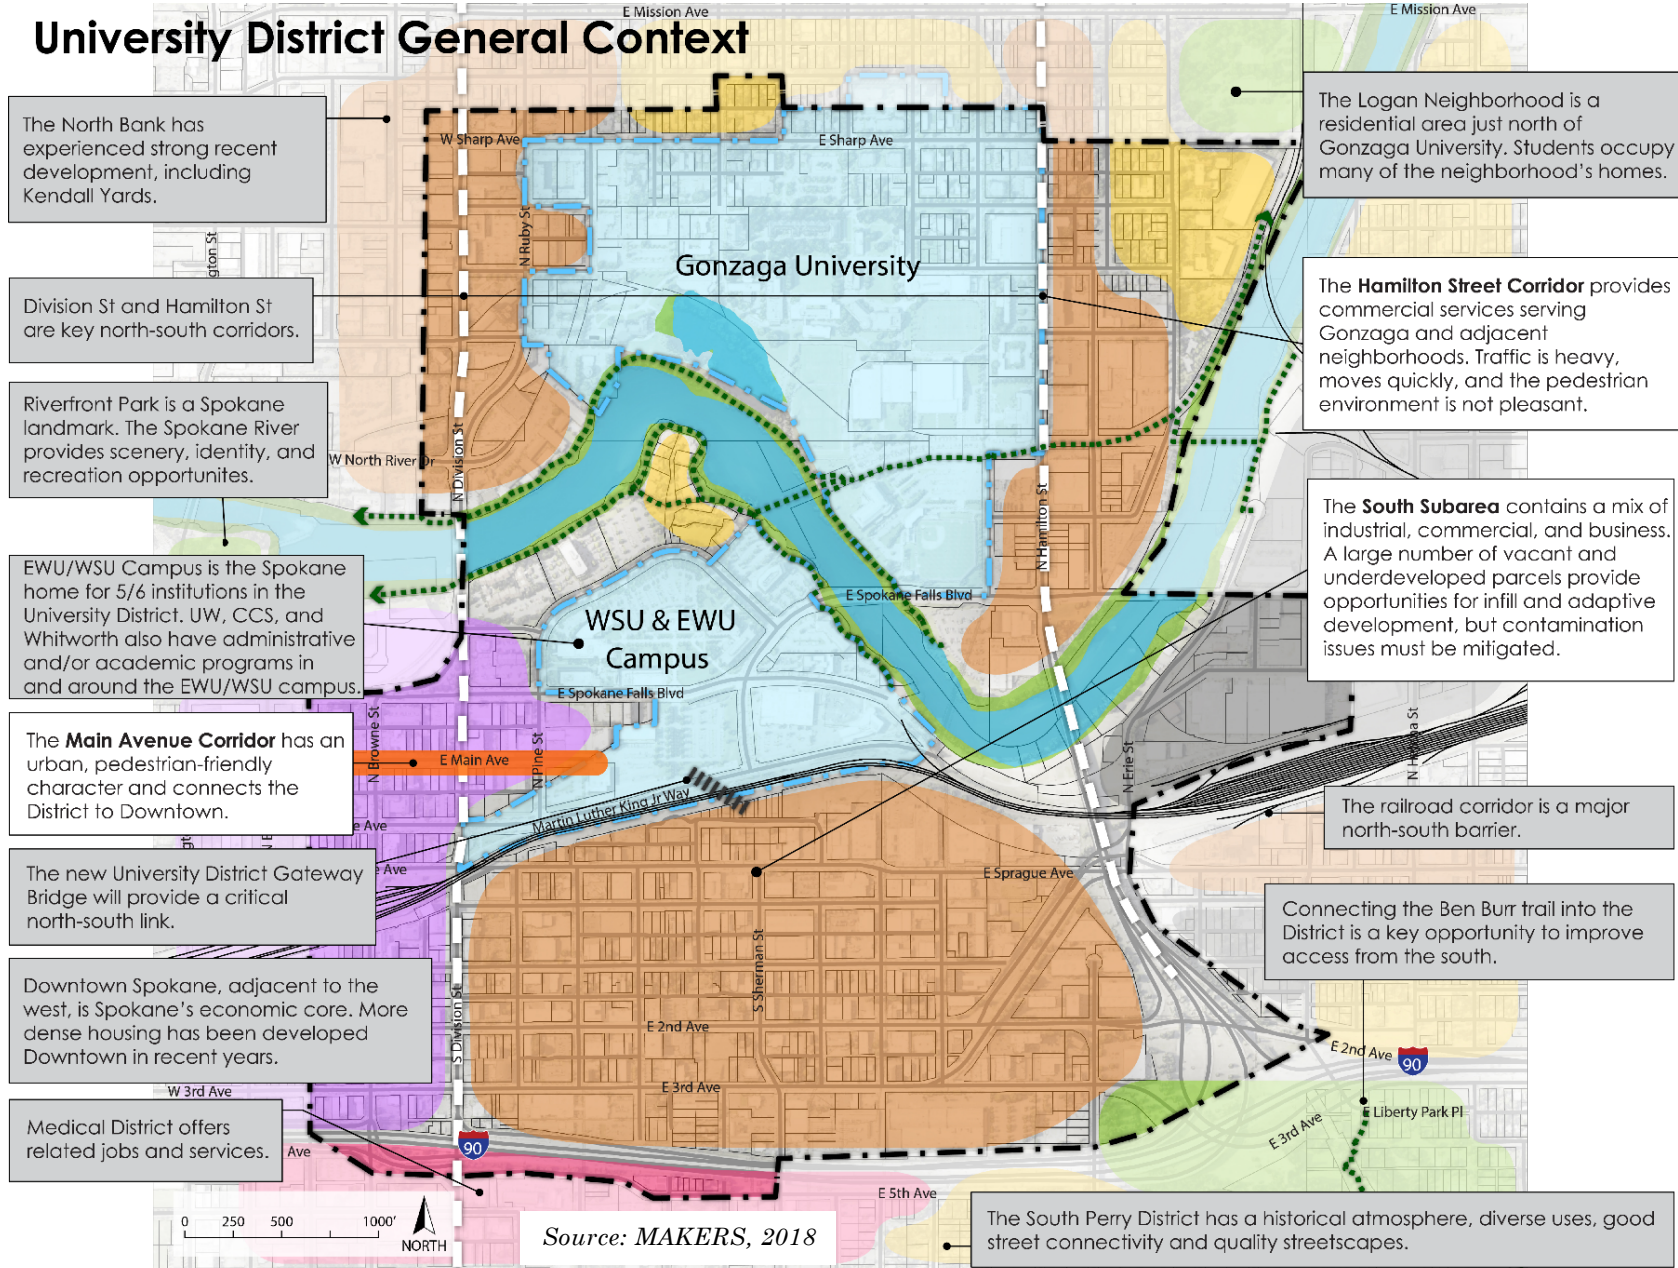 University District General Context
E Mission Ave
E Mission Ave
The North Bank has
experienced strong recent
development, including
Kendall Yards.
W Sharp Ave
E Sharp Ave
The Logan Neighborhood is a
residential area just north of
Gonzaga University. Students occupy
many of the neighborhood's homes.
N Ruby St
gton St
Gonzaga University
Division St and Hamilton St
are key north-south corridors.
The Hamilton Street Corridor provides
commercial services serving
Gonzaga and adjacent
neighborhoods. Traffic is heavy,
moves quickly, and the pedestrian
environment is not pleasant.
Riverfront Park is a Spokane
landmark. The Spokane River
provides scenery, identity, and
recreation opportunites.
W North River Dr
N Division St
N Hamilton St
The South Subarea contains a mix of
industrial, commercial, and business.
A large number of vacant and
underdeveloped parcels provide
opportunities for infill and adaptive
development, but contamination
issues must be mitigated.
EWU/WSU Campus is the Spokane
home for 5/6 institutions in the
University District. UW, CCS, and
Whitworth also have administrative
and/or academic programs in
and around the EWU/WSU campus.
E Spokane Falls Blvd
WSU & EWU
Campus
E Spokane Falls Blvd
The Main Avenue Corridor has an
urban, pedestrian-friendly
character and connects the
District to Downtown.
N Browne St
E Main Ave
N Pine St
N Erie St
Martin Luther King Jr Way
e Ave
The railroad corridor is a major
north-south barrier.
The new University District Gateway
Bridge will provide a critical
north-south link.
e Ave
E Sprague Ave
Connecting the Ben Burr trail into the
District is a key opportunity to improve
access from the south.
Downtown Spokane, adjacent to the
west, is Spokane's economic core. More
dense housing has been developed
Downtown in recent years.
S Division St
S Sherman St
E 2nd Ave
E 2nd Ave
90
W 3rd Ave
E 3rd Ave
E 3rd Ave
E Liberty Park Pl
Medical District offers
related jobs and services.
Ave
90
E 5th Ave
0 250 500 1000'
NORTH
Source: MAKERS, 2018
The South Perry District has a historical atmosphere, diverse uses, good
street connectivity and quality streetscapes.